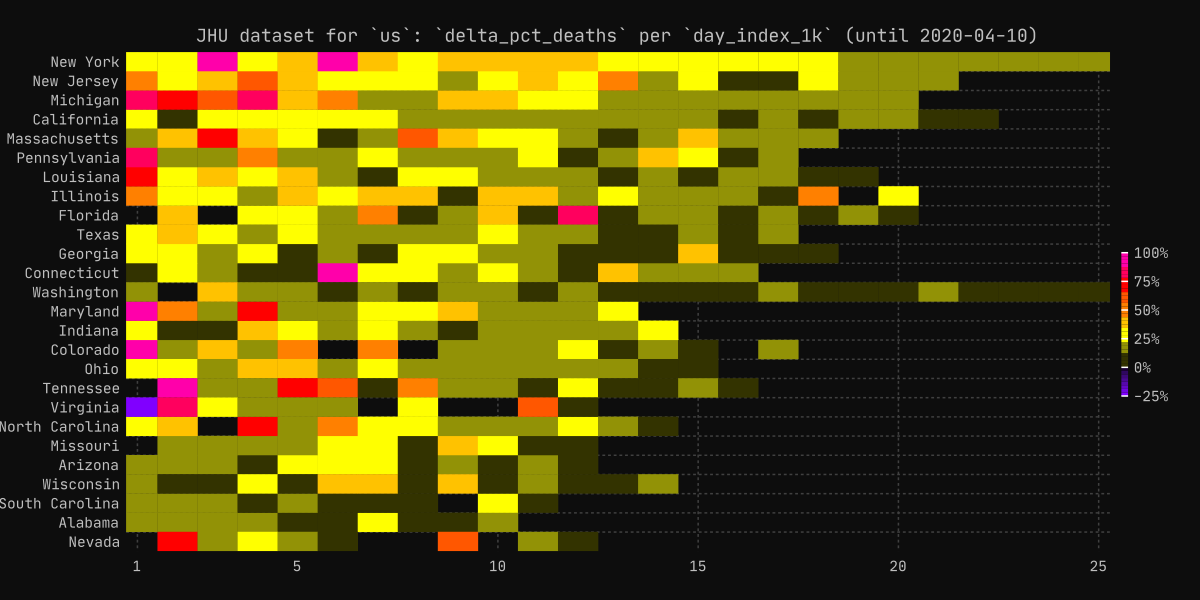 JHU dataset for `us`: `delta_pct_deaths` per `day_index_1k` (until 2020-04-10)
New York
New Jersey
Michigan
California
Massachusetts
Pennsylvania
Louisiana
Illinois
Florida
Texas
Georgia
Connecticut
Washington
Maryland
Indiana
Colorado
Ohio
Tennessee
Virginia
North Carolina
Missouri
Arizona
Wisconsin
South Carolina
Alabama
Nevada
1 5 10 15 20 25
100%
75%
50%
25%
0%
-25%